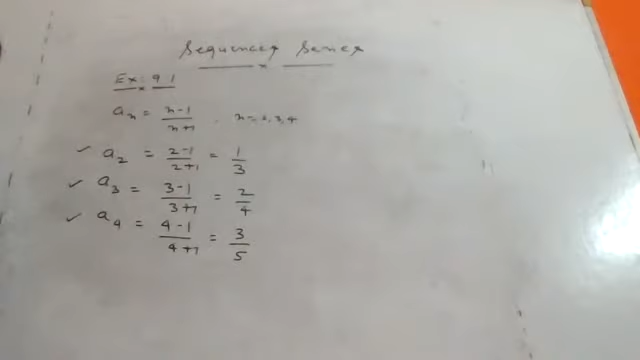 Sequences Series
Ex: 9.1
aₙ = n-1/n+1, n=, 2, 3, 4
✓ a₂ = 2-1/2+1 = 1/3
✓ a₃ = 3-1/3+1 = 2/4
✓ a₄ = 4-1/4+1 = 3/5